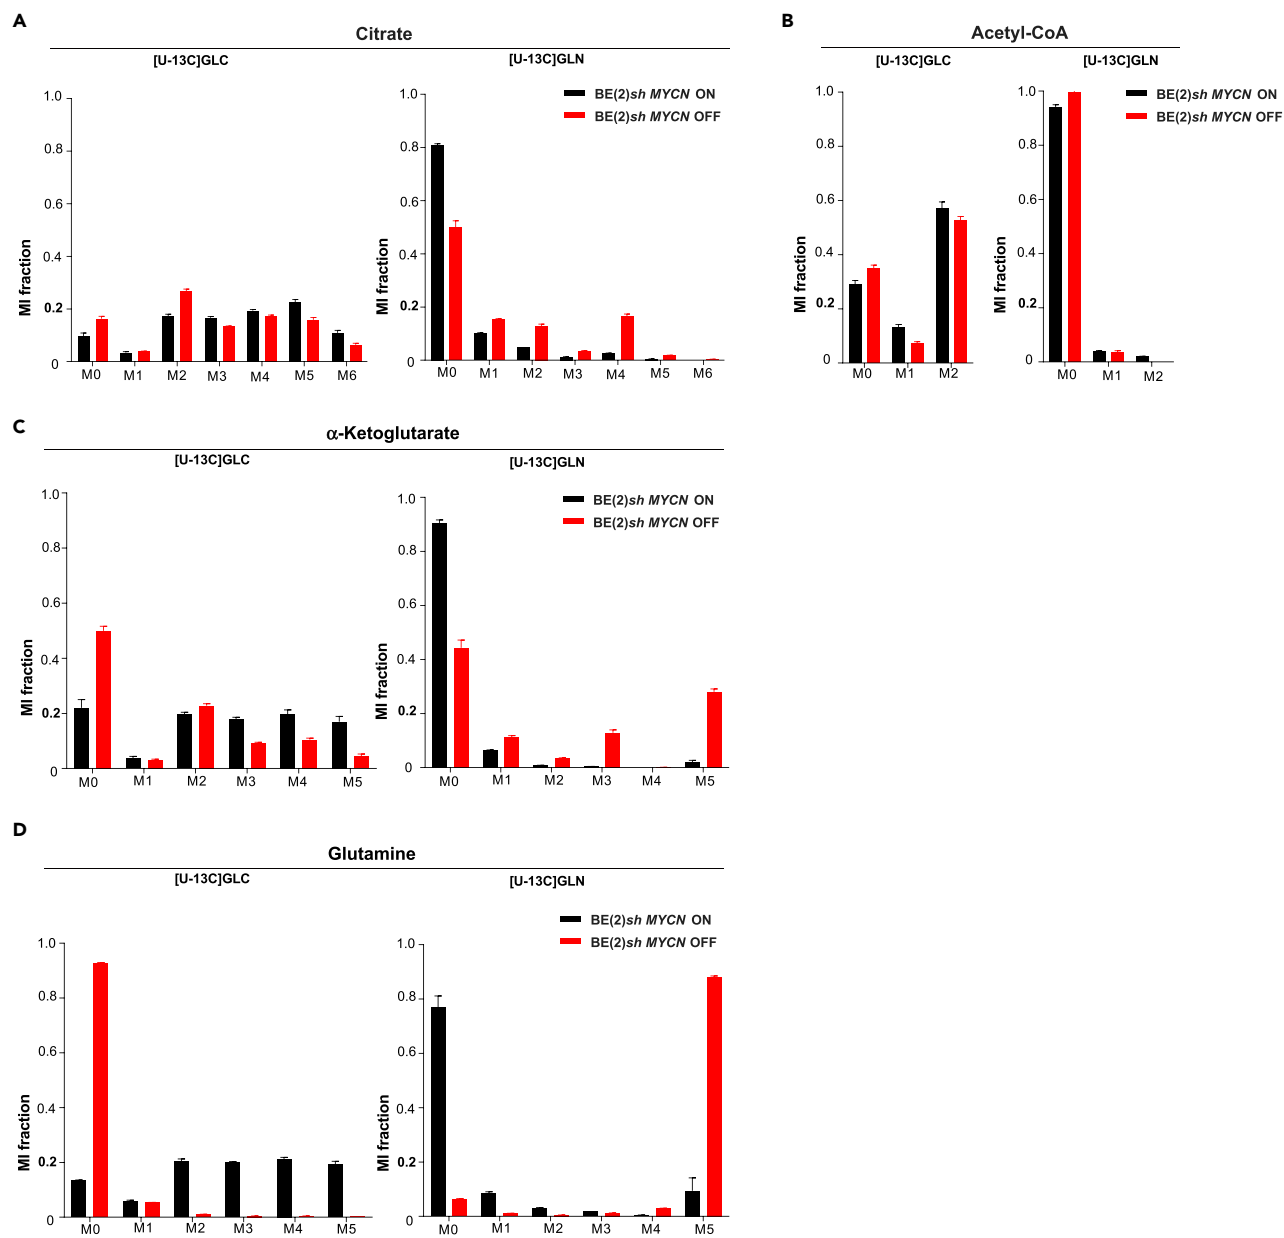 A
Citrate
[U-13C]GLC
[U-13C]GLN
BE(2)sh MYCN ON
BE(2)sh MYCN OFF
MI fraction
1.0
0.8
0.6
0.4
0.2
0
M0 M1 M2 M3 M4 M5 M6
MI fraction
1.0
0.8
0.6
0.4
0.2
0
M0 M1 M2 M3 M4 M5 M6
B
Acetyl-CoA
[U-13C]GLC
[U-13C]GLN
BE(2)sh MYCN ON
BE(2)sh MYCN OFF
MI fraction
1.0
0.8
0.6
0.4
0.2
0
M0 M1 M2
MI fraction
1.0
0.8
0.6
0.4
0.2
0
M0 M1 M2
C
α-Ketoglutarate
[U-13C]GLC
[U-13C]GLN
BE(2)sh MYCN ON
BE(2)sh MYCN OFF
MI fraction
1.0
0.8
0.6
0.4
0.2
0
M0 M1 M2 M3 M4 M5
MI fraction
1.0
0.8
0.6
0.4
0.2
0
M0 M1 M2 M3 M4 M5
D
Glutamine
[U-13C]GLC
[U-13C]GLN
BE(2)sh MYCN ON
BE(2)sh MYCN OFF
MI fraction
1.0
0.8
0.6
0.4
0.2
0
M0 M1 M2 M3 M4 M5
MI fraction
1.0
0.8
0.6
0.4
0.2
0
M0 M1 M2 M3 M4 M5